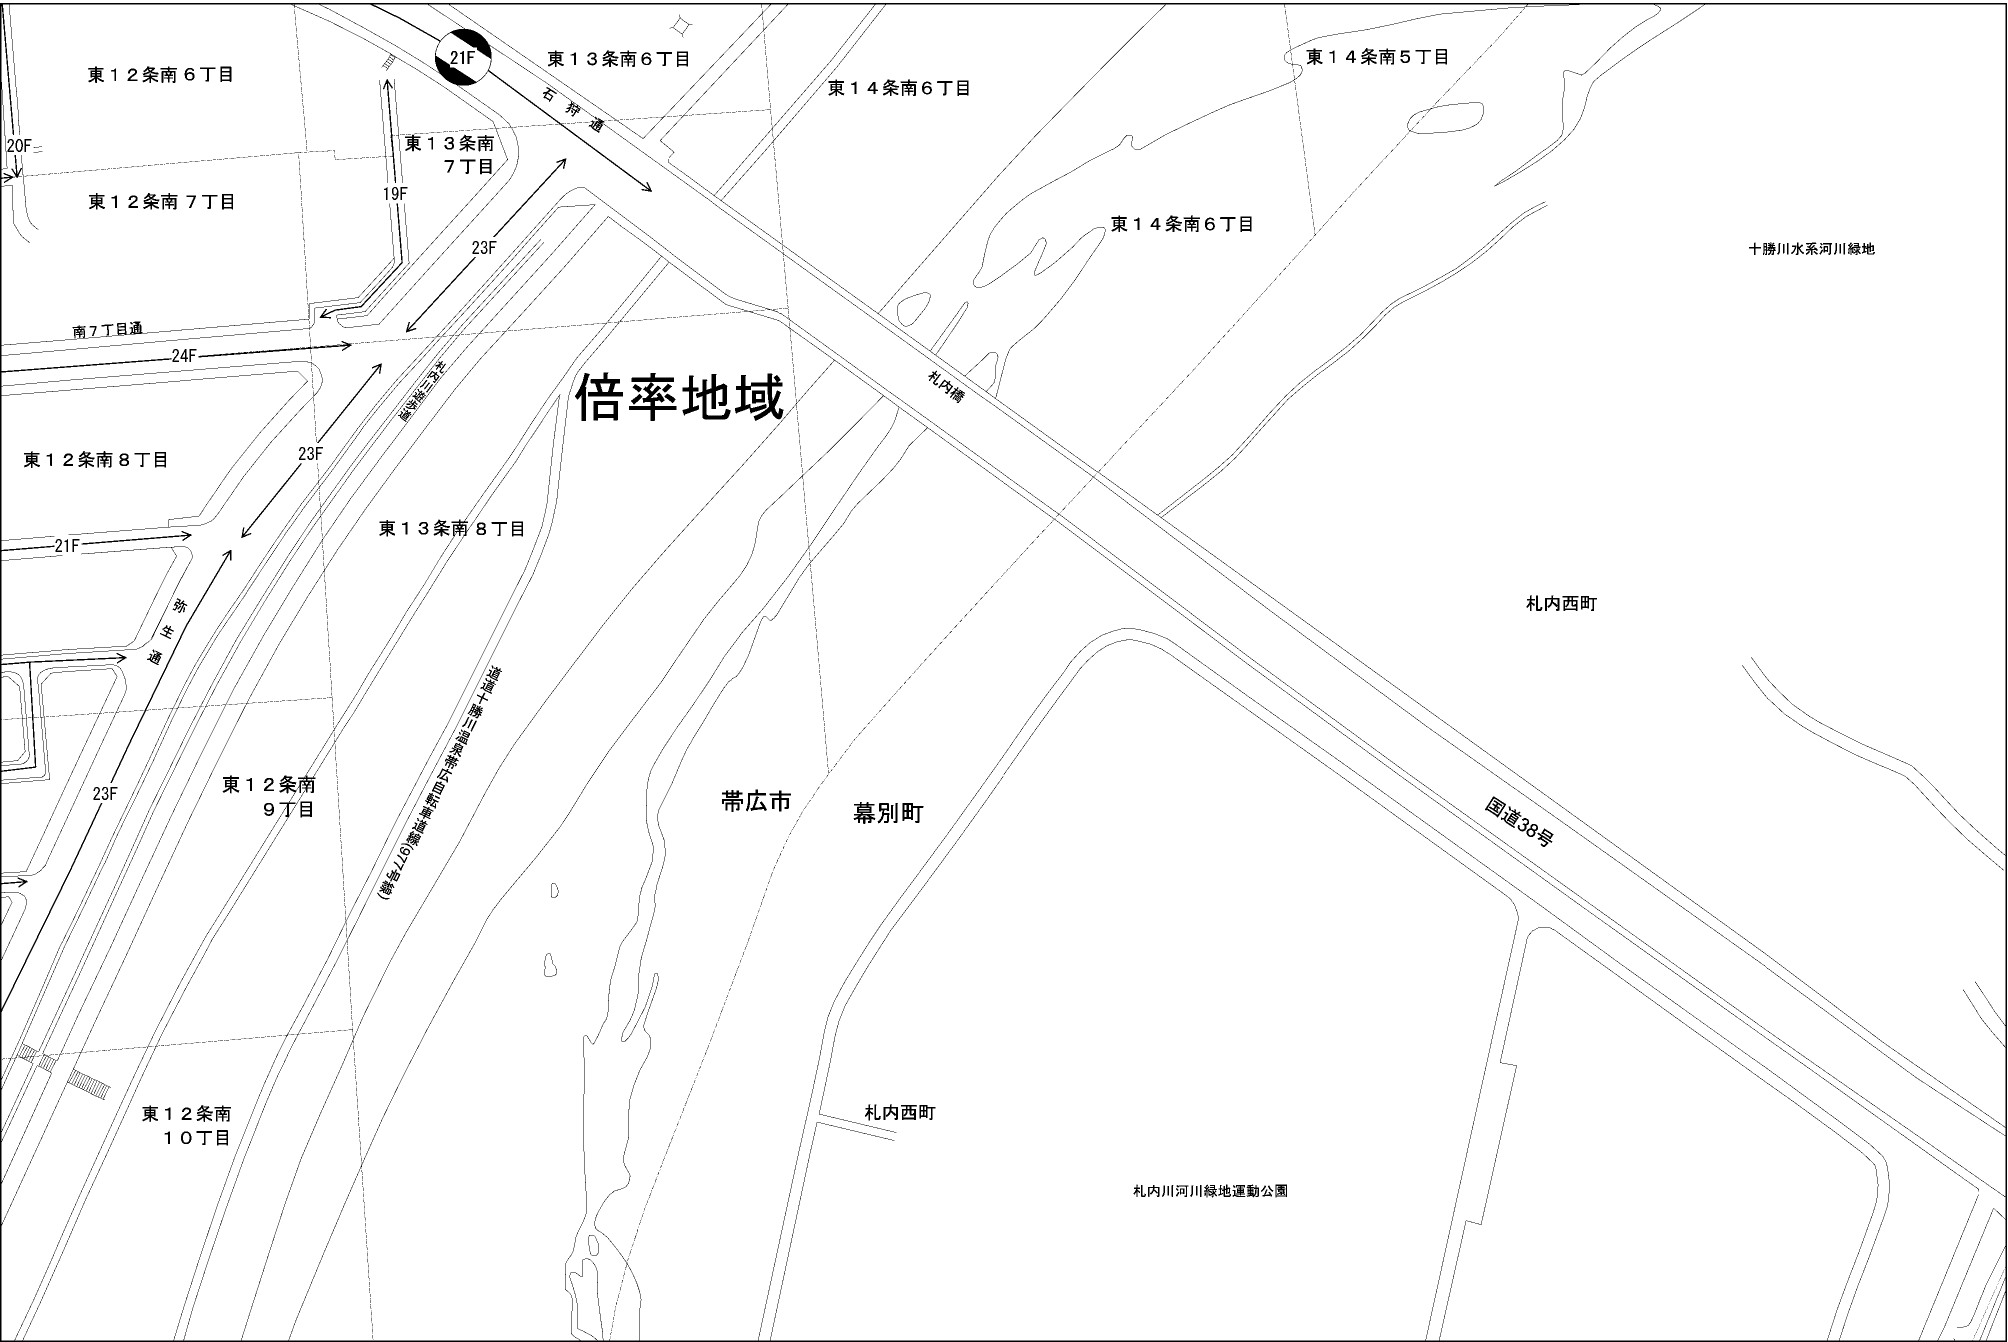 21F
東１３条南６丁目
東１４条南５丁目
東１２条南６丁目
東１４条南６丁目
石狩通
20F
東１３条南
７丁目
19F
東１２条南７丁目
東１４条南６丁目
23F
十勝川水系河川緑地
南７丁目通
24F
札内川遊歩道
倍率地域
札内橋
23F
東１２条南８丁目
東１３条南８丁目
21F
弥生通
札内西町
道道十勝川温泉帯広自転車道線(977号線)
23F
東１２条南
９丁目
帯広市
幕別町
国道38号
東１２条南
１０丁目
札内西町
札内川河川緑地運動公園